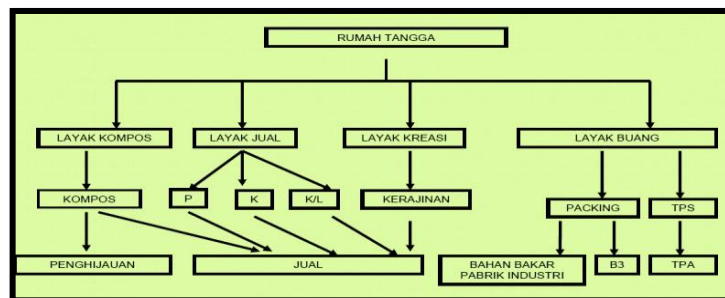 RUMAH TANGGA
LAYAK KOMPOS
LAYAK JUAL
LAYAK KREASI
LAYAK BUANG
KOMPOS
P
K
K/L
KERAJINAN
PACKING
TPS
PENGHIJAUAN
JUAL
BAHAN BAKAR
PABRIK INDUSTRI
B3
TPA